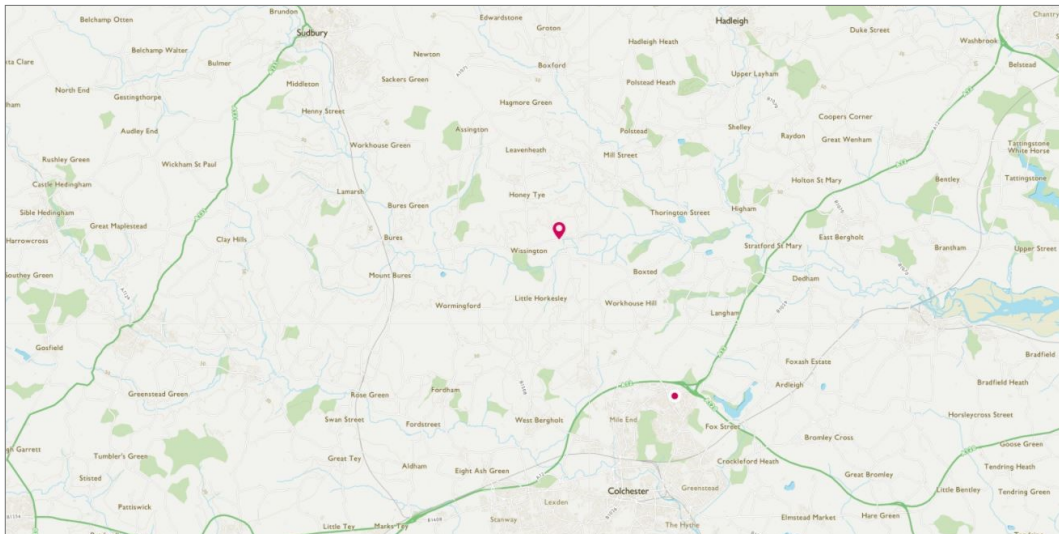 Brundon
Belchamp Otten
Edwardstone
Groton
Hadleigh
Chantry
Sudbury
Duke Street
Washbrook
Belchamp Walter
Newton
Hadleigh Heath
Bulmer
Boxford
Belstead
Middleton
Sackers Green
Polstead Heath
Upper Layham
North End
Gestingthorpe
Hagmore Green
Henny Street
Coopers Corner
Audley End
Assington
Polstead
Shelley
Raydon
Great Wenham
Tattingstone
White Horse
Workhouse Green
Leavenheath
Mill Street
Rushley Green
Wickham St Paul
Castle Hedingham
Lamarsh
Honey Tye
Holton St Mary
Bentley
Tattingstone
Sible Hedingham
Bures Green
Thorington Street
Higham
Great Maplestead
Clay Hills
Bures
Wissington
Stratford St Mary
East Bergholt
Brantham
Upper Street
Mount Bures
Boxted
Dedham
Wormingford
Little Horkesley
Workhouse Hill
Langham
Gosfield
Foxash Estate
Bradfield
Greenstead Green
Rose Green
Fordham
Ardleigh
Bradfield Heath
Swan Street
Fordstreet
West Bergholt
Mile End
Fox Street
Horsleycross Street
Bromley Cross
Goose Green
Tumbler's Green
Great Tey
Aldham
Eight Ash Green
Crockleford Heath
Great Bromley
Tendring Heath
Stisted
Colchester
Greenstead
Little Bentley
Tendring Green
Pattiswick
Lexden
Elmstead Market
Hare Green
Little Tey
Marks Tey
Stanway
The Hythe